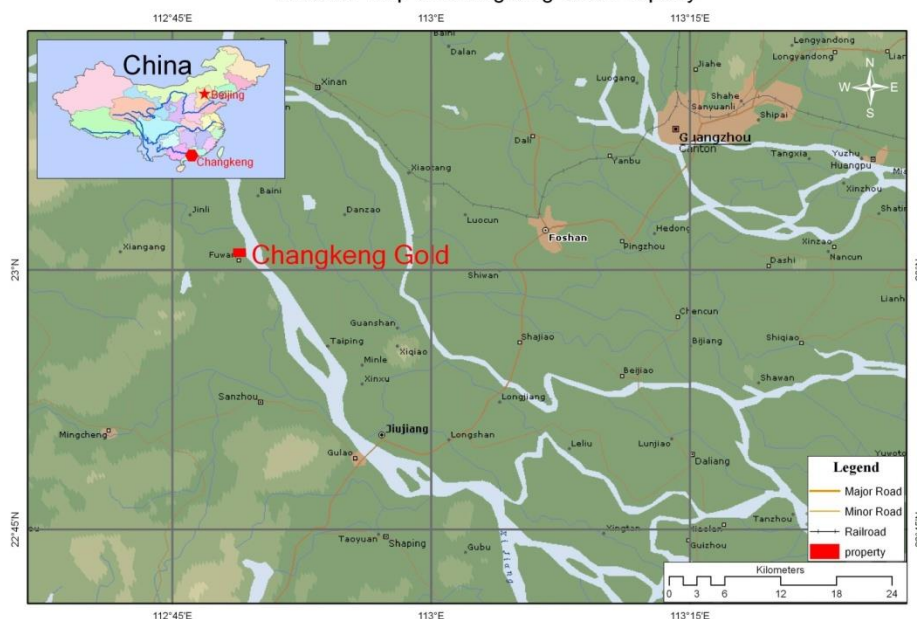 112°45'E
113°E
113°15'E
China
Beijing
Changkeng
Baini
Dalan
Lengyandong
Longyandong
Jiahe
Xinan
Luogang
Shahe
Sanyuanli
Shipai
N
W
E
S
Dali
Guangzhou
Canton
Yanbu
Tangxia
Yuzhu
Huangpu
Xiaotang
Xinzhou
Baini
Jinli
Danzao
Luocun
Foshan
Hedong
Pingzhou
Xinzao
Nancun
Xiangang
Changkeng Gold
Dashi
23°N
Shiwan
Chencun
Guanshan
Taiping
Xiqiao
Shajiao
Bijiang
Shiqiao
Minle
Xinxu
Beijiao
Shawan
Sanzhou
Longjiang
Mingcheng
Jiujiang
Longshan
Leliu
Lunjiao
Gulao
Daliang
Legend
Major Road
Minor Road
Railroad
property
22°45'N
Tanzhou
Taoyuan
Shaping
Gubu
Xi Jiang
Guizhou
Kilometers
0 3 6 12 18 24
112°45'E
113°E
113°15'E